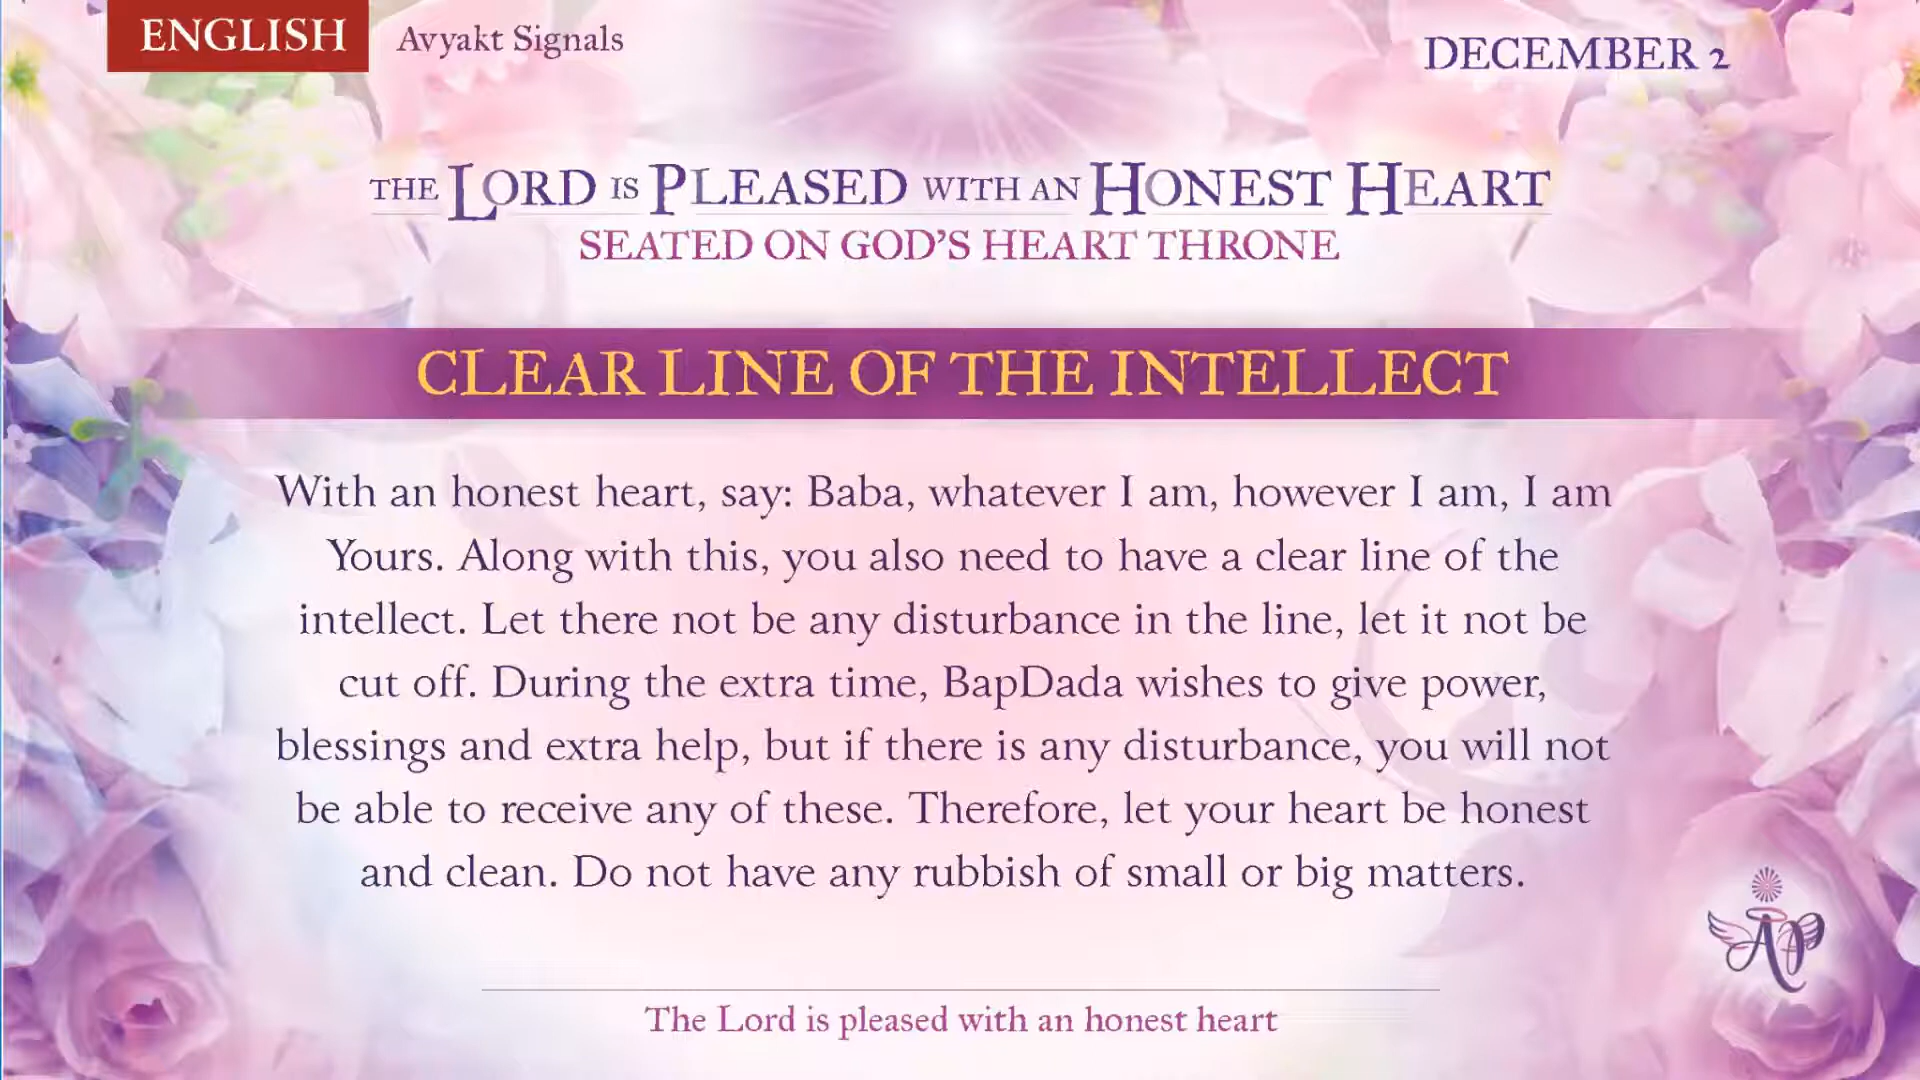 ENGLISH
Avyakt Signals
DECEMBER 2
THE LORD IS PLEASED WITH AN HONEST HEART
SEATED ON GOD'S HEART THRONE
CLEAR LINE OF THE INTELLECT
With an honest heart, say: Baba, whatever I am, however I am, I am
Yours. Along with this, you also need to have a clear line of the
intellect. Let there not be any disturbance in the line, let it not be
cut off. During the extra time, BapDada wishes to give power,
blessings and extra help, but if there is any disturbance, you will not
be able to receive any of these. Therefore, let your heart be honest
and clean. Do not have any rubbish of small or big matters.
AP
The Lord is pleased with an honest heart